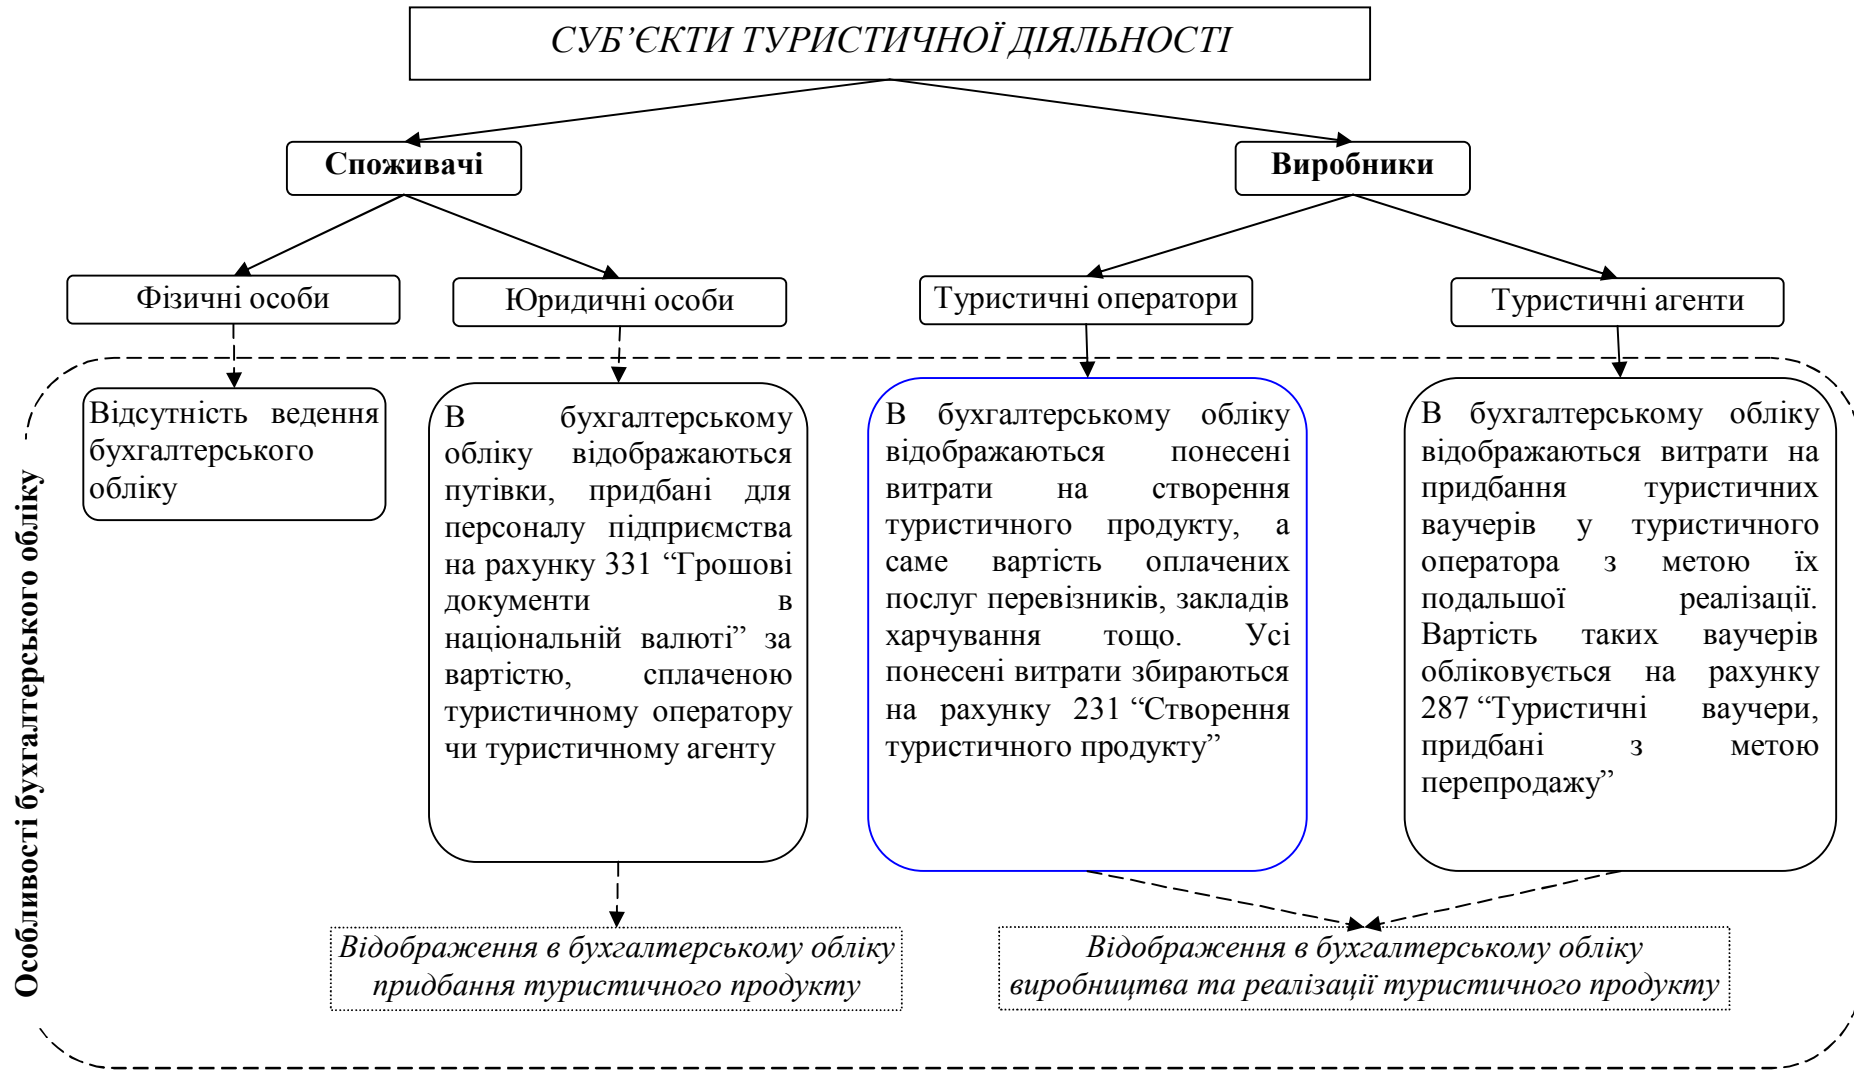 СУБ’ЄКТИ ТУРИСТИЧНОЇ ДІЯЛЬНОСТІ
Споживачі
Виробники
Фізичні особи
Юридичні особи
Туристичні оператори
Туристичні агенти
Особливості бухгалтерського обліку
Відсутність ведення
бухгалтерського
обліку
В бухгалтерському
обліку відображаються
путівки, придбані для
персоналу підприємства
на рахунку 331 “Грошові
документи в
національній валюті” за
вартістю, сплаченою
туристичному оператору
чи туристичному агенту
В бухгалтерському обліку
відображаються понесені
витрати на створення
туристичного продукту, а
саме вартість оплачених
послуг перевізників, закладів
харчування тощо. Усі
понесені витрати збираються
на рахунку 231 “Створення
туристичного продукту”
В бухгалтерському обліку
відображаються витрати на
придбання туристичних
ваучерів у туристичного
оператора з метою їх
подальшої реалізації.
Вартість таких ваучерів
обліковується на рахунку
287 “Туристичні ваучери,
придбані з метою
перепродажу”
Відображення в бухгалтерському обліку
придбання туристичного продукту
Відображення в бухгалтерському обліку
виробництва та реалізації туристичного продукту